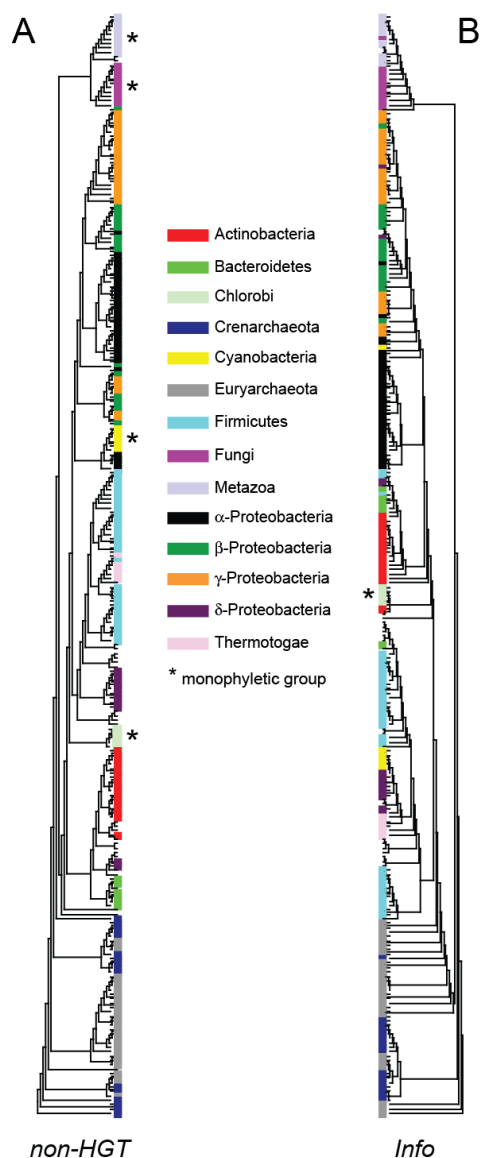 A
B
*
*
Actinobacteria
Bacteroidetes
Chlorobi
Crenarchaeota
Cyanobacteria
Euryarchaeota
Firmicutes
*
Fungi
Metazoa
α-Proteobacteria
β-Proteobacteria
γ-Proteobacteria
*
δ-Proteobacteria
Thermotogae
* monophyletic group
*
non-HGT
Info